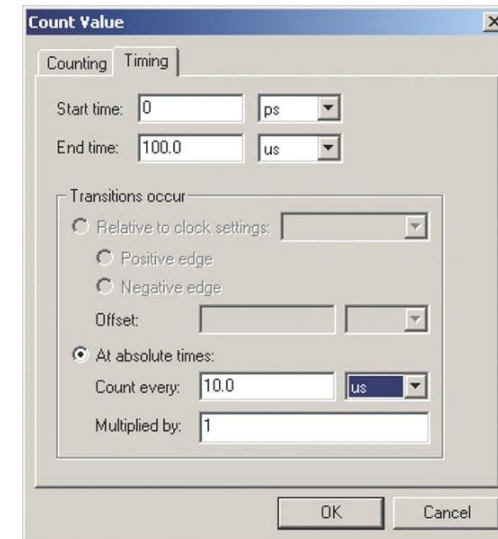 Count Value
Counting Timing
Start time: 0 ps
End time: 100.0 us
Transitions occur
Relative to clock settings:
Positive edge
Negative edge
Offset:
At absolute times:
Count every: 10.0 us
Multiplied by: 1
OK Cancel